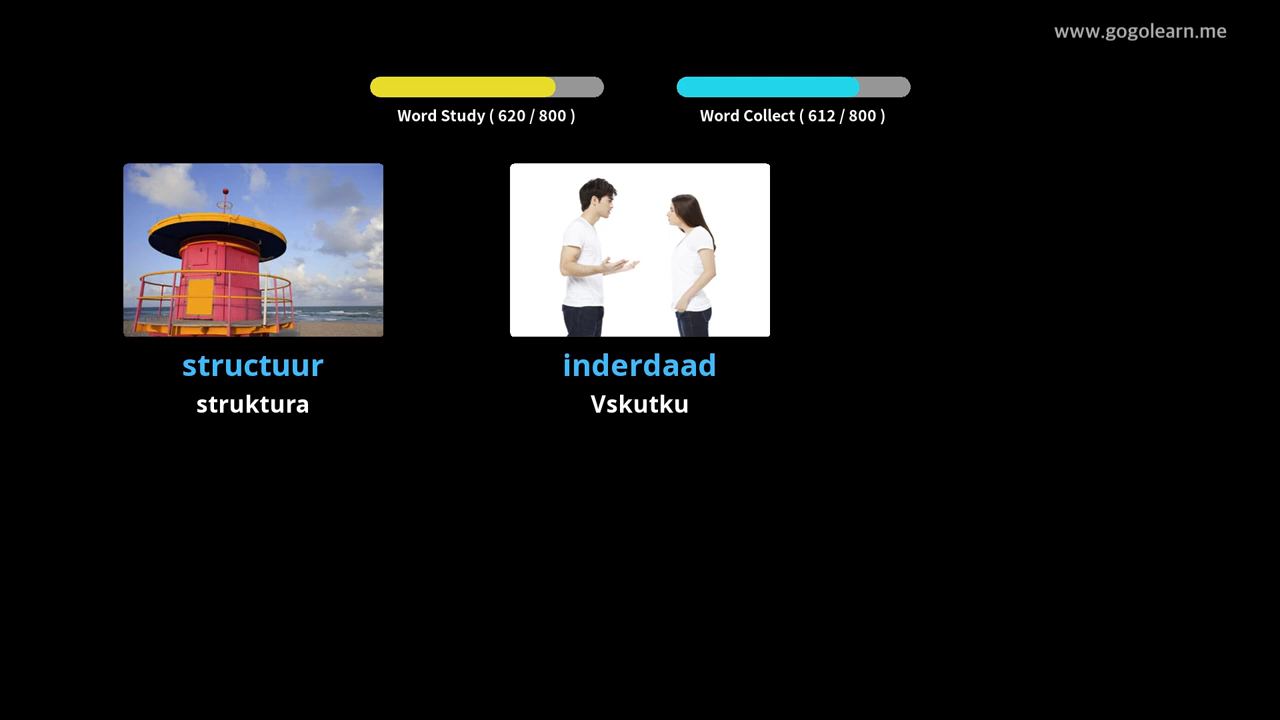 www.gogolearn.me
Word Study ( 620 / 800 )
Word Collect ( 612 / 800 )
structuur
struktura
inderdaad
Vskutku